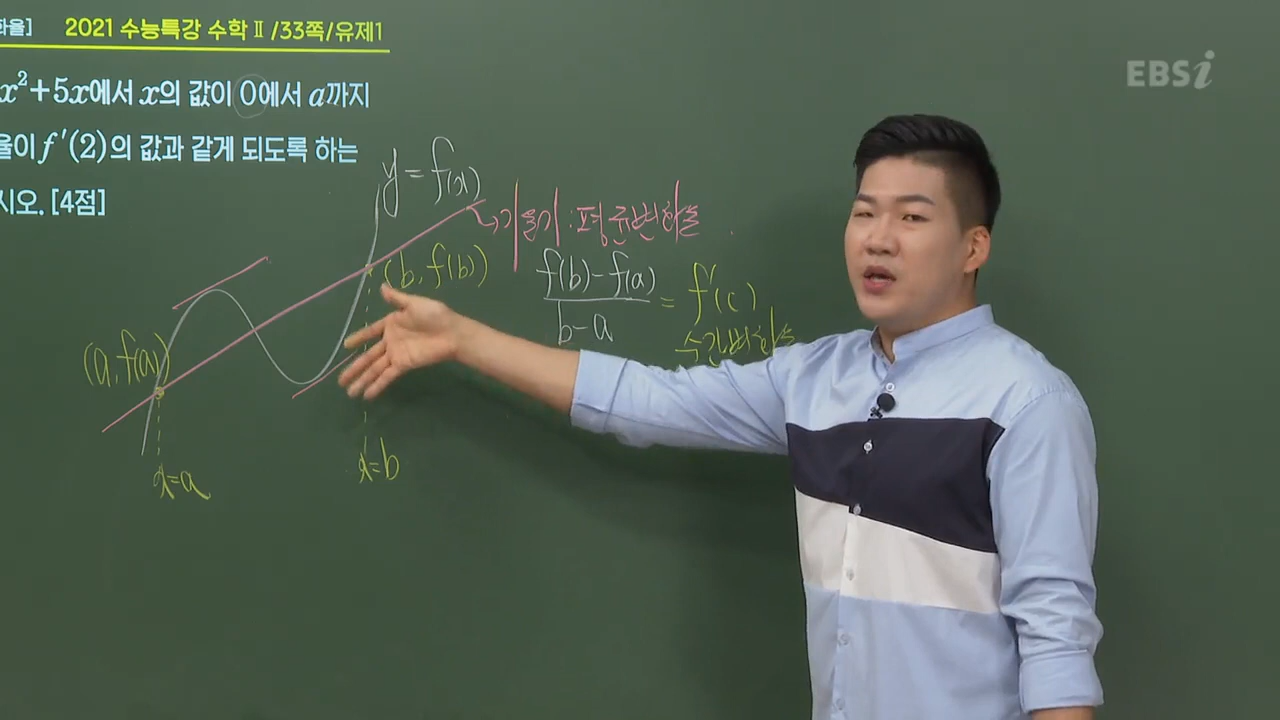 화율] 2021 수능특강 수학Ⅱ/33쪽/유제1
EBSi
x²+5x에서 x의 값이 0에서 a까지
율이 f′(2)의 값과 같게 되도록 하는
시오. [4점]
y=f(x)
기울기:평균변화율
(b, f(b))
f(b)-f(a)
b-a
= f′(c)
순간변화율
(a, f(a))
x=a
x=b